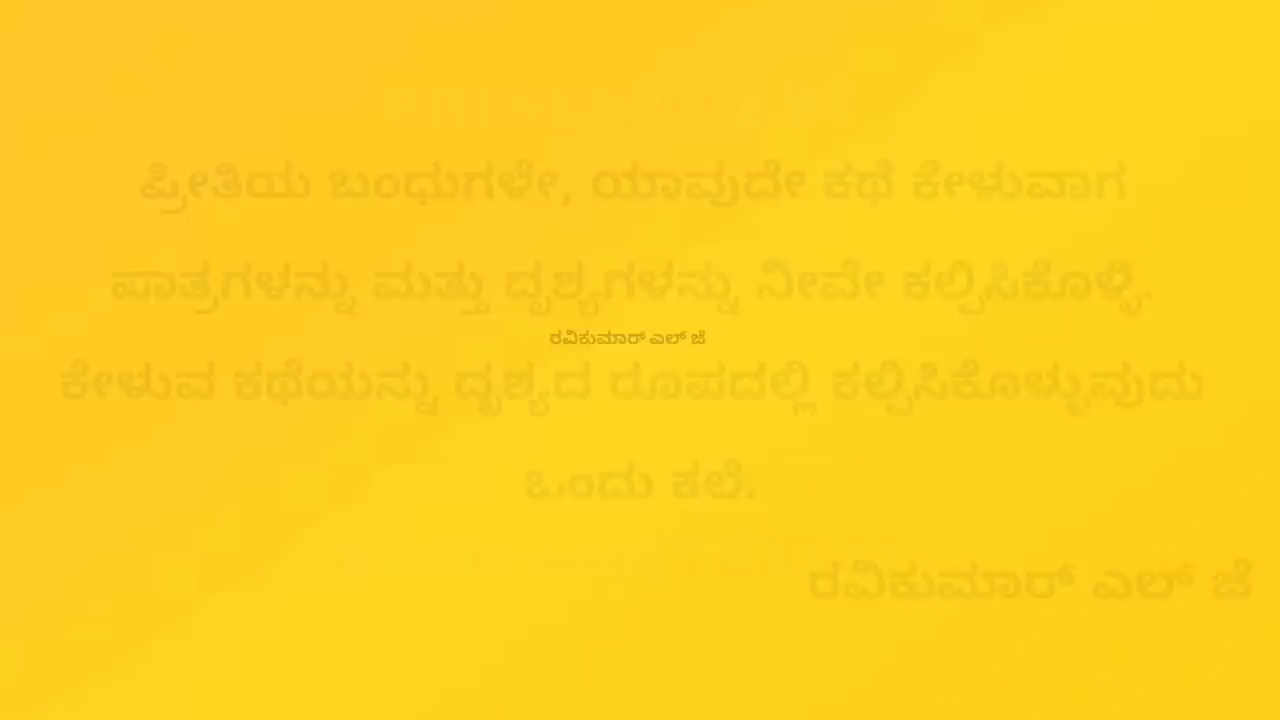 ಪ್ರೀತಿಯ ಬಂಧುಗಳೇ, ಯಾವುದೇ ಕಥೆ ಕೇಳುವಾಗ
ಪಾತ್ರಗಳನ್ನು ಮತ್ತು ದೃಶ್ಯಗಳನ್ನು ನೀವೇ ಕಲ್ಪಿಸಿಕೊಳ್ಳಿ.
ರವಿಕುಮಾರ್ ಎಲ್ ಜೆ
ಕೇಳುವ ಕಥೆಯನ್ನು ದೃಶ್ಯದ ರೂಪದಲ್ಲಿ ಕಲ್ಪಿಸಿಕೊಳ್ಳುವುದು
ಒಂದು ಕಲೆ.
ರವಿಕುಮಾರ್ ಎಲ್ ಜೆ